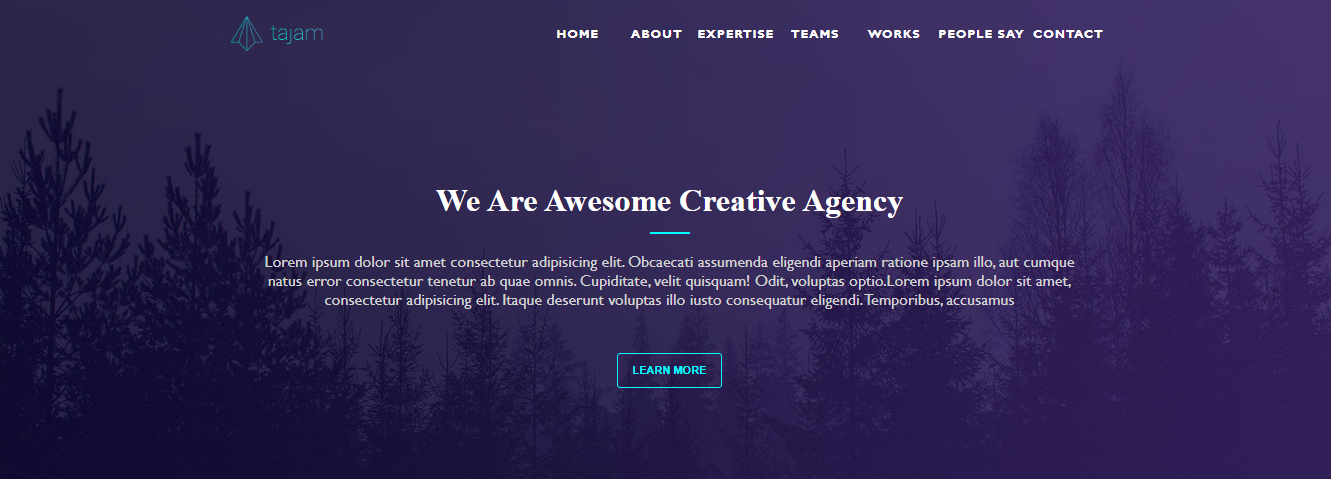 tajam
HOME ABOUT EXPERTISE TEAMS WORKS PEOPLE SAY CONTACT
We Are Awesome Creative Agency
Lorem ipsum dolor sit amet consectetur adipisicing elit. Obcaecati assumenda eligendi aperiam ratione ipsam illo, aut cumque
natus error consectetur tenetur ab quae omnis. Cupiditate, velit quisquam! Odit, voluptas optio.Lorem ipsum dolor sit amet,
consectetur adipisicing elit. Itaque deserunt voluptas illo iusto consequatur eligendi. Temporibus, accusamus
LEARN MORE